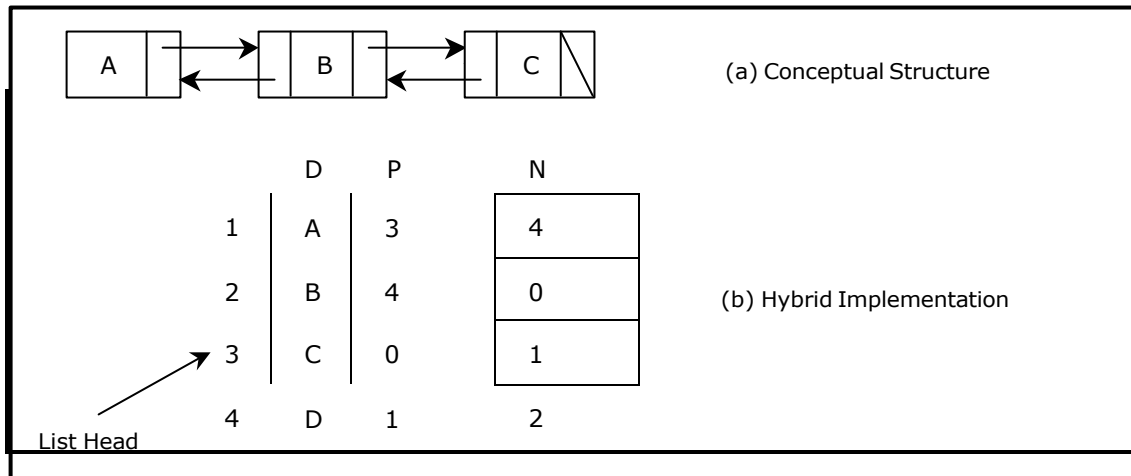 A B C
(a) Conceptual Structure
D P N
1 A 3 4
2 B 4 0
(b) Hybrid Implementation
3 C 0 1
4 D 1 2
List Head